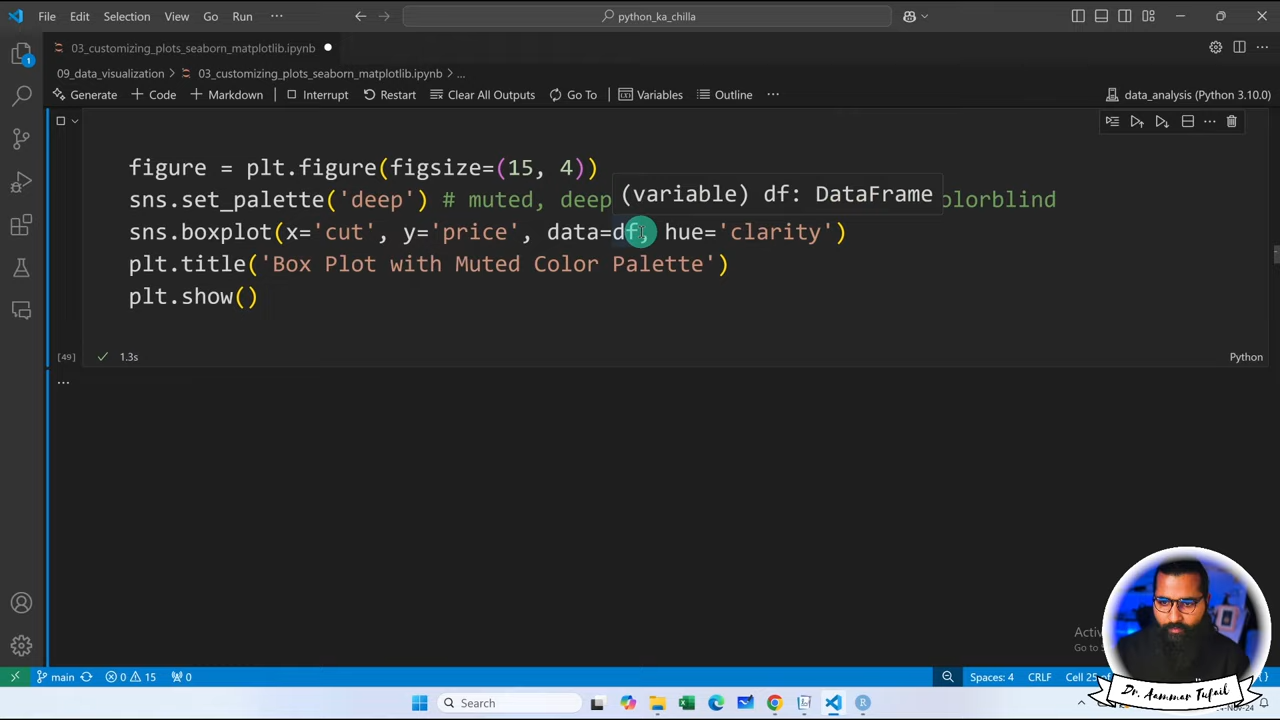 File Edit Selection View Go Run ··· python_ka_chilla
03_customizing_plots_seaborn_matplotlib.ipynb
09_data_visualization > 03_customizing_plots_seaborn_matplotlib.ipynb > ...
Generate + Code + Markdown Interrupt Restart Clear All Outputs Go To Variables Outline ··· data_analysis (Python 3.10.0)
1
figure = plt.figure(figsize=(15, 4))
(variable) df: DataFrame
sns.set_palette('deep') # muted, deep olorblind
sns.boxplot(x='cut', y='price', data=df, hue='clarity')
plt.title('Box Plot with Muted Color Palette')
plt.show()
[49] 1.3s Python
...
main 0 15 0 Spaces: 4 CRLF Cell 25
Search
Dr. Aammar Tufail